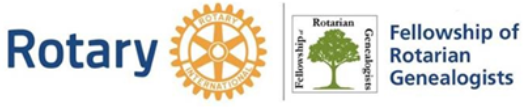 Rotary
ROTARY
INTERNATIONAL
Rotarian
Fellowship of
Genealogists
Fellowship of
Rotarian
Genealogists